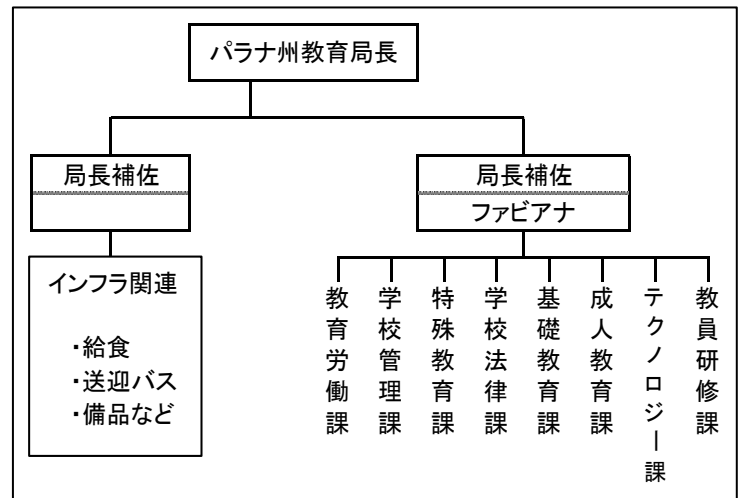 パラナ州教育局長
局長補佐
局長補佐
ファビアナ
インフラ関連
・給食
・送迎バス
・備品など
教育労働課
学校管理課
特殊教育課
学校法律課
基礎教育課
成人教育課
テクノロジー課
教員研修課